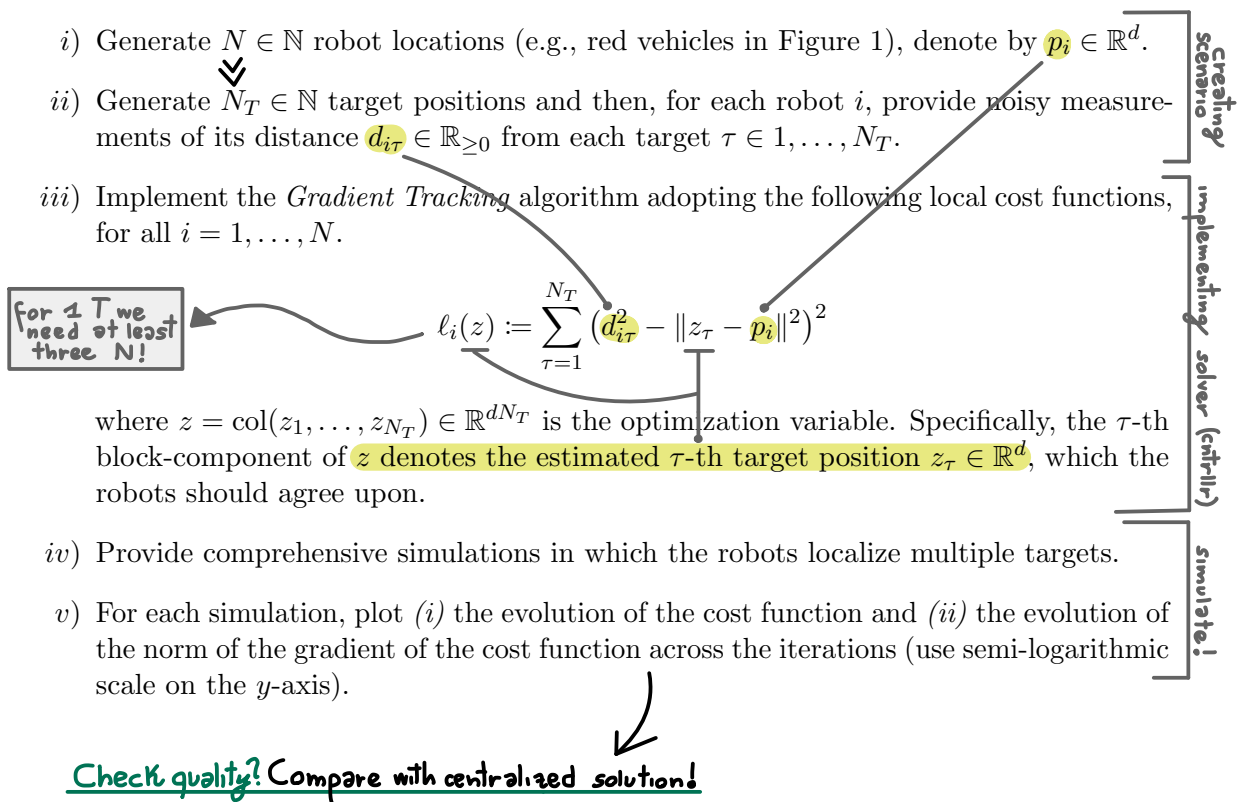 i) Generate N ∈ ℕ robot locations (e.g., red vehicles in Figure 1), denote by p_i ∈ ℝ^d.
≫
ii) Generate N_T ∈ ℕ target positions and then, for each robot i, provide noisy measure-
ments of its distance d_{iτ} ∈ ℝ_{≥0} from each target τ ∈ 1, . . . , N_T.
creating
scenario
iii) Implement the Gradient Tracking algorithm adopting the following local cost functions,
for all i = 1, . . . , N.
for 1 T we
need at least
three N!
ℓ_i(z) := ∑_{τ=1}^{N_T} (d_{iτ}^2 − ‖z_τ − p_i‖^2)^2
where z = col(z_1, . . . , z_{N_T}) ∈ ℝ^{dN_T} is the optimization variable. Specifically, the τ-th
block-component of z denotes the estimated τ-th target position z_τ ∈ ℝ^d, which the
robots should agree upon.
implementing solver (cntrllr)
iv) Provide comprehensive simulations in which the robots localize multiple targets.
v) For each simulation, plot (i) the evolution of the cost function and (ii) the evolution of
the norm of the gradient of the cost function across the iterations (use semi-logarithmic
scale on the y-axis).
simulate!
Check quality? Compare with centralized solution!